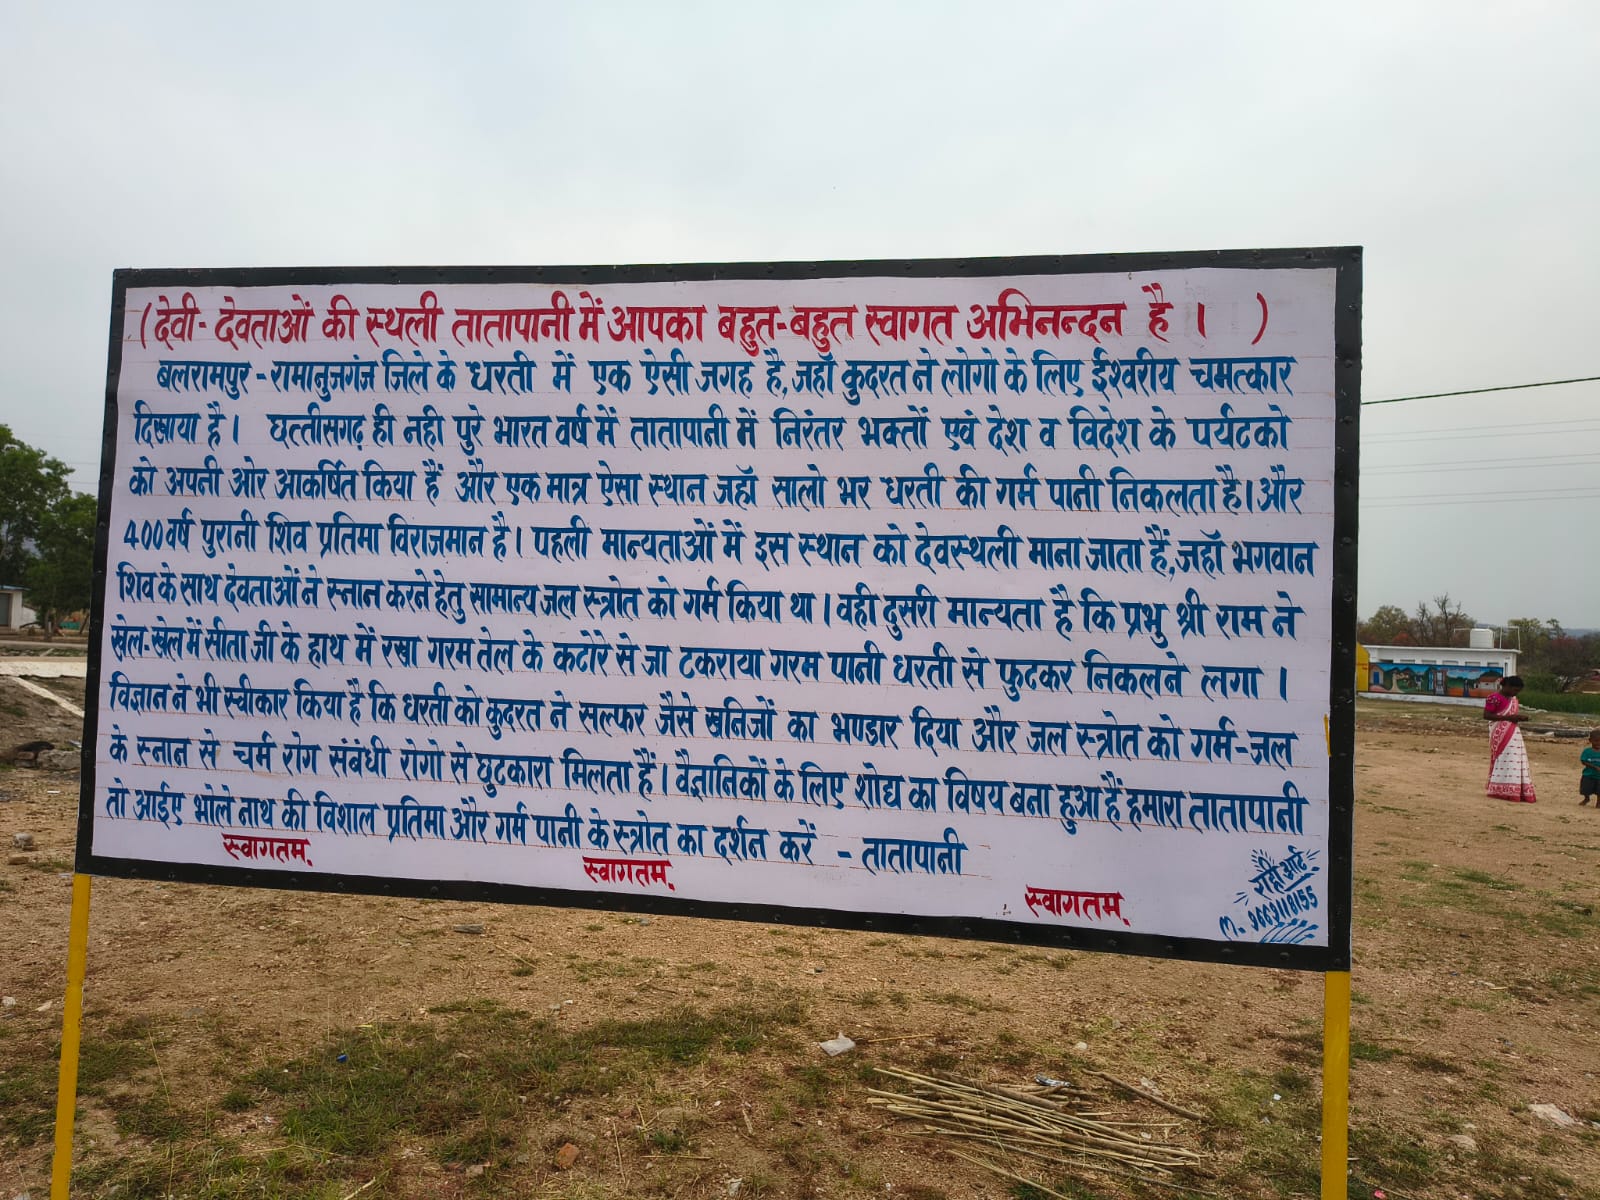 (देवी- देवताओं की स्थली तातापानी में आपका बहुत-बहुत स्वागत अभिनन्दन है । )
बलरामपुर - रामानुजगंज जिले के धरती में एक ऐसी जगह है, जहॉ कुदरत ने लोगो के लिए ईश्वरीय चमत्कार
दिखाया है । छत्तीसगढ़ ही नही पुरे भारत वर्ष में तातापानी में निरंतर भक्तों एवं देश व विदेश के पर्यटको
को अपनी ओर आकर्षित किया हैं और एक मात्र ऐसा स्थान जहॉ सालो भर धरती की गर्म पानी निकलता है। और
400 वर्ष पुरानी शिव प्रतिमा विराजमान है । पहली मान्यताओं में इस स्थान को देवस्थली माना जाता हैं, जहॉ भगवान
शिव के साथ देवताओं ने स्नान करने हेतु सामान्य जल स्त्रोत को गर्म किया था । वही दुसरी मान्यता है कि प्रभु श्री राम ने
खेल-खेल में सीता जी के हाथ में रखा गरम तेल के कटोरे से जा टकराया गरम पानी धरती से फुटकर निकलने लगा ।
विज्ञान ने भी स्वीकार किया है कि धरती को कुदरत ने सल्फर जैसे खनिजों का भण्डार दिया और जल स्त्रोत को गर्म-जल
के स्नान से चर्म रोग संबंधी रोगो से छुटकारा मिलता हैं । वैज्ञानिकों के लिए शोद्य का विषय बना हुआ हैं हमारा तातापानी
तो आईए भोले नाथ की विशाल प्रतिमा और गर्म पानी के स्त्रोत का दर्शन करें - तातापानी
स्वागतम्. स्वागतम्. स्वागतम्.
आर्ट